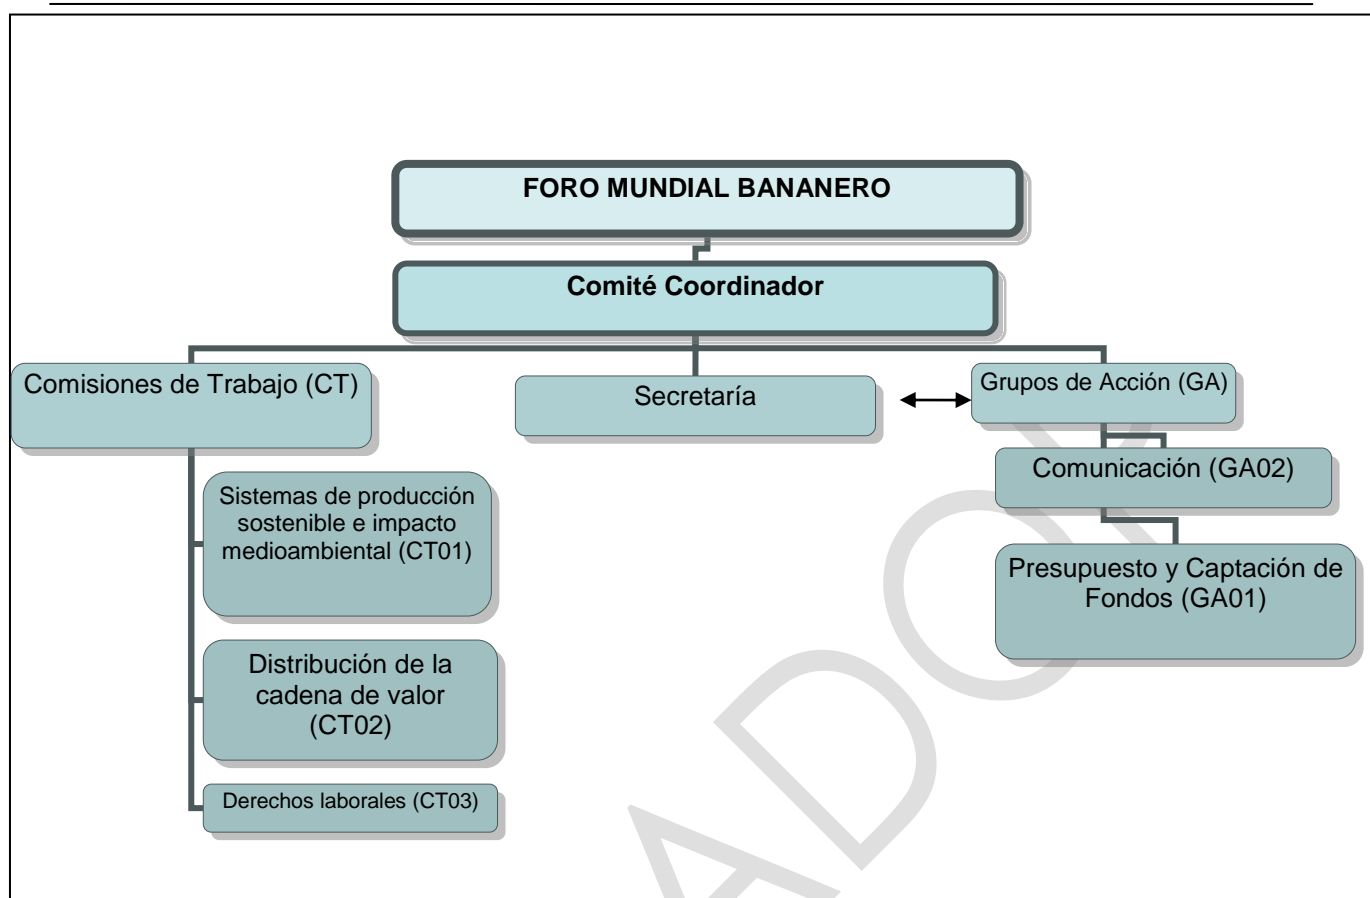 FORO MUNDIAL BANANERO
Comité Coordinador
Comisiones de Trabajo (CT)
Secretaría
Grupos de Acción (GA)
Sistemas de producción
sostenible e impacto
medioambiental (CT01)
Distribución de la
cadena de valor
(CT02)
Derechos laborales (CT03)
Comunicación (GA02)
Presupuesto y Captación de
Fondos (GA01)